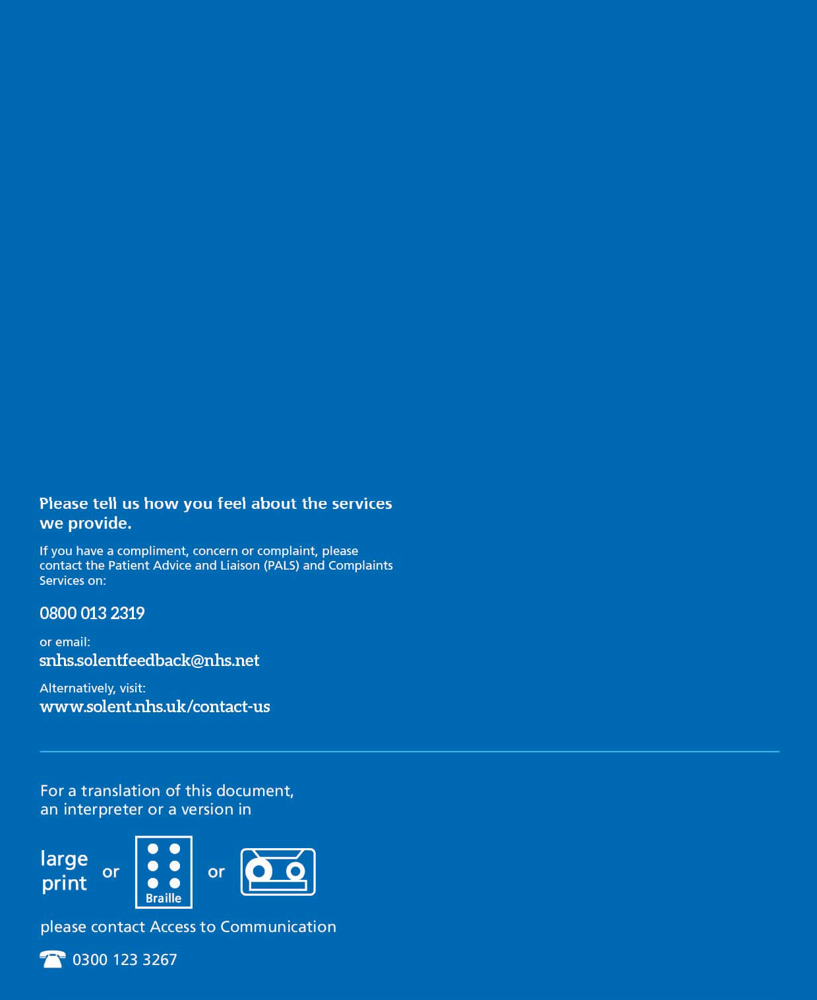 Please tell us how you feel about the services
we provide.
If you have a compliment, concern or complaint, please
contact the Patient Advice and Liaison (PALS) and Complaints
Services on:
0800 013 2319
or email:
snhs.solentfeedback@nhs.net
Alternatively, visit:
www.solent.nhs.uk/contact-us
For a translation of this document,
an interpreter or a version in
large
print
or
Braille
or
please contact Access to Communication
0300 123 3267